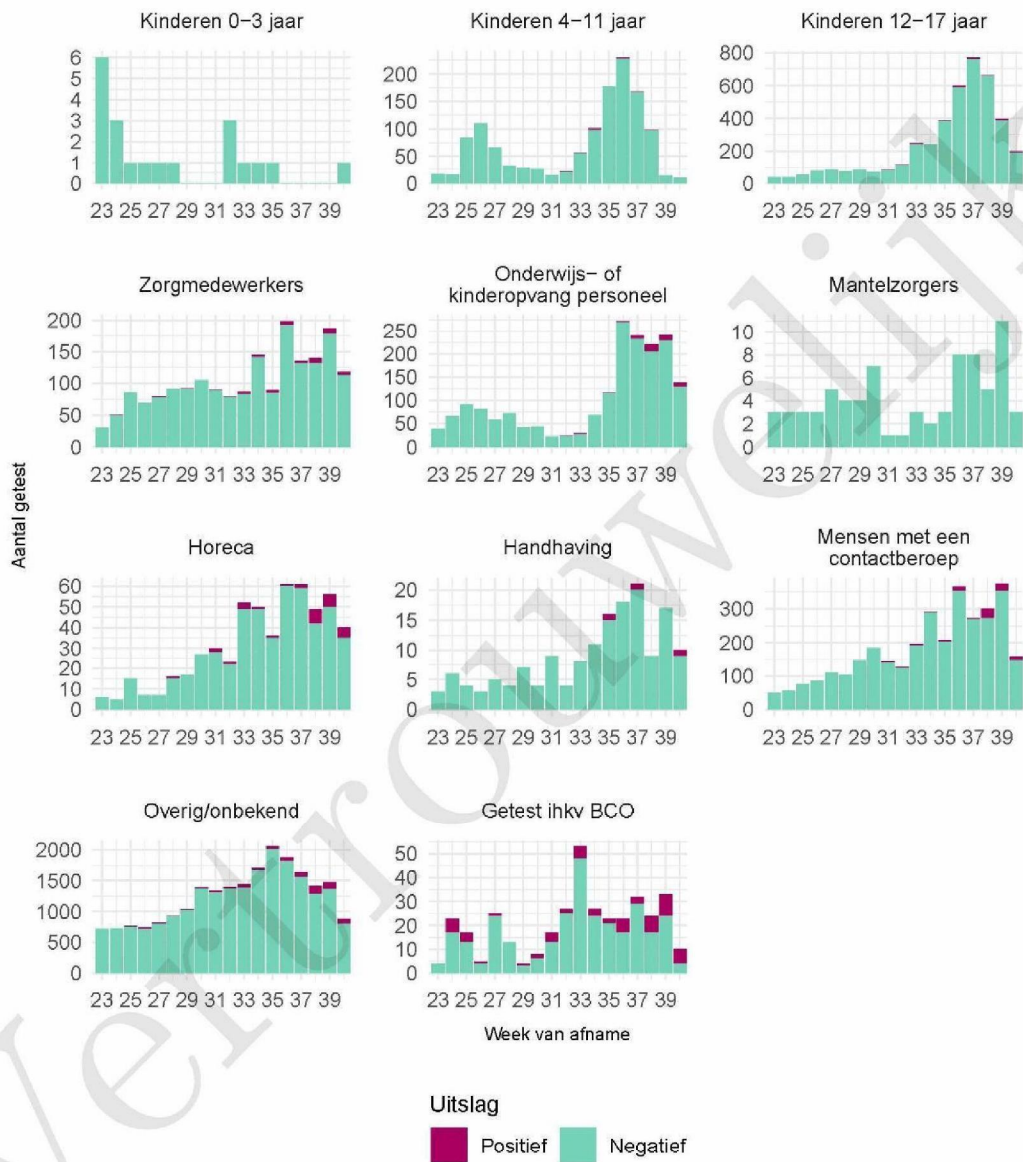 Kinderen 0–3 jaar
6
5
4
3
2
1
0
23 25 27 29 31 33 35 37 39
Kinderen 4–11 jaar
200
150
100
50
0
23 25 27 29 31 33 35 37 39
Kinderen 12–17 jaar
800
600
400
200
0
23 25 27 29 31 33 35 37 39
Zorgmedewerkers
200
150
100
50
0
23 25 27 29 31 33 35 37 39
Onderwijs– of
kinderopvang personeel
250
200
150
100
50
0
23 25 27 29 31 33 35 37 39
Mantelzorgers
10
8
6
4
2
0
23 25 27 29 31 33 35 37 39
Aantal getest
Horeca
60
50
40
30
20
10
0
23 25 27 29 31 33 35 37 39
Handhaving
20
15
10
5
0
23 25 27 29 31 33 35 37 39
Mensen met een
contactberoep
300
200
100
0
23 25 27 29 31 33 35 37 39
Overig/onbekend
2000
1500
1000
500
0
23 25 27 29 31 33 35 37 39
Getest ihkv BCO
50
40
30
20
10
0
23 25 27 29 31 33 35 37 39
Week van afname
Uitslag
Positief
Negatief
Vertrouwelijk